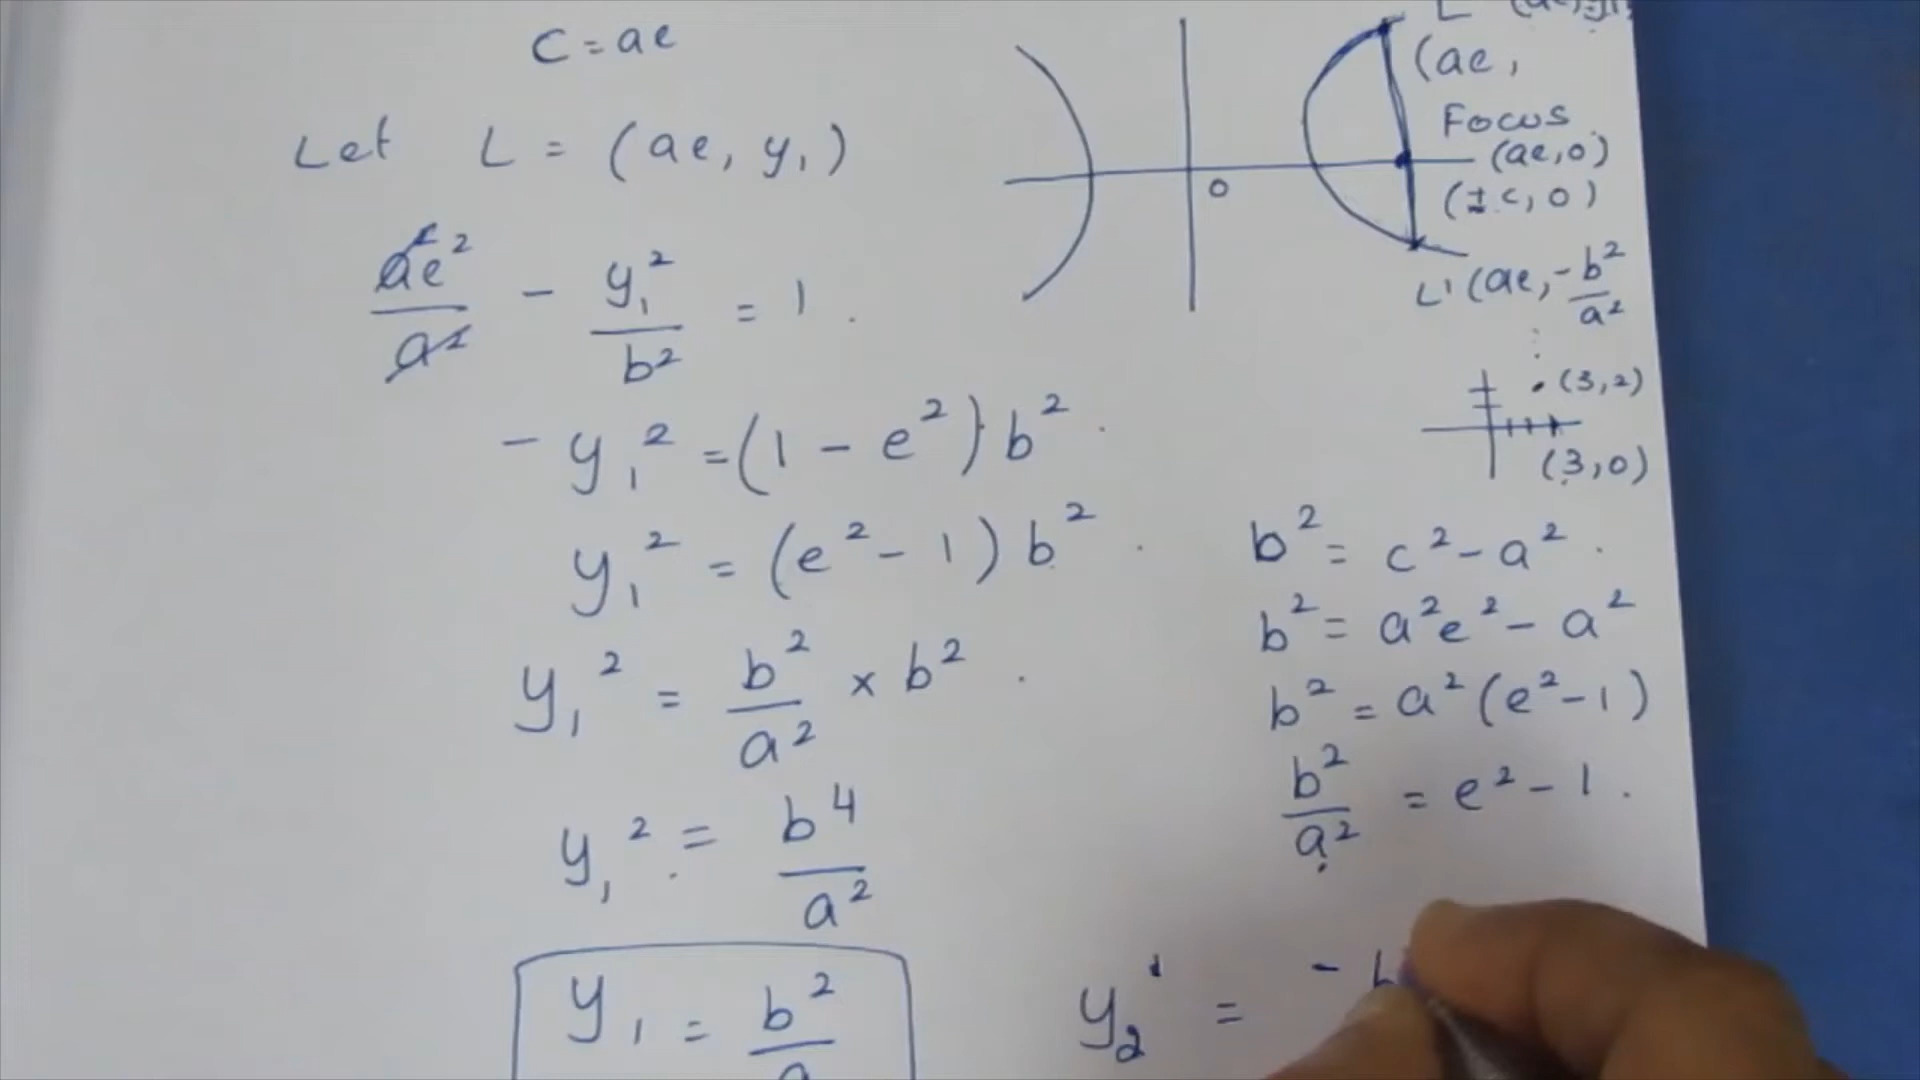 C = ae
Let L = (ae, y₁)
a²e²/a² - y₁²/b² = 1
- y₁² = (1 - e²) b²
y₁² = (e² - 1) b²
y₁² = b²/a² × b²
y₁² = b⁴/a²
y₁ = b²/a
L (ae, y₁
(ae,
Focus
(ae, 0)
(± c, 0)
O
L' (ae, - b²/a²
(3, 2)
(3, 0)
b² = c² - a²
b² = a²e² - a²
b² = a² (e² - 1)
b²/a² = e² - 1
y₂ = -